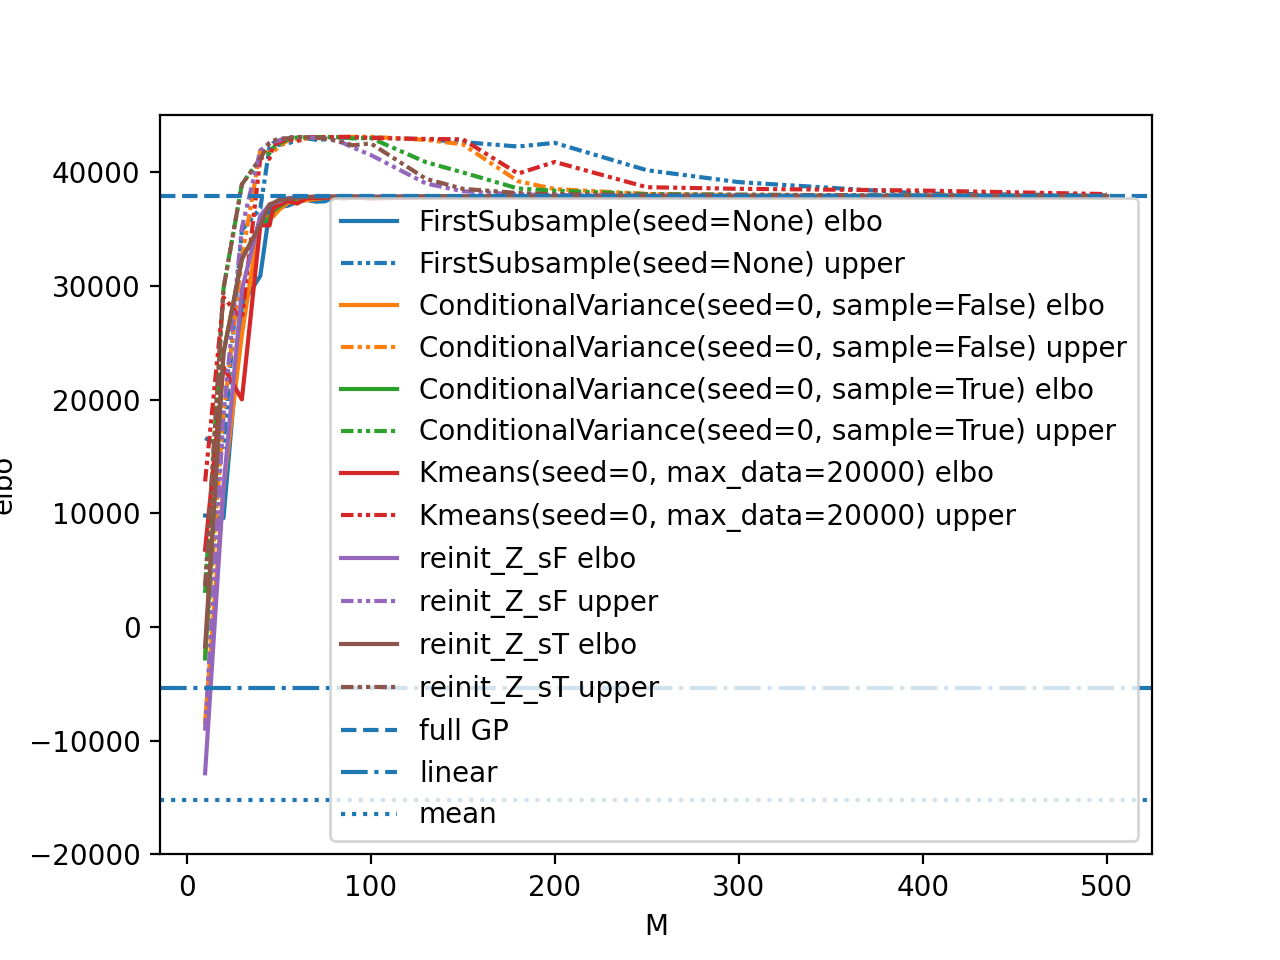 40000
30000
20000
10000
0
−10000
−20000
elbo
FirstSubsample(seed=None) elbo
FirstSubsample(seed=None) upper
ConditionalVariance(seed=0, sample=False) elbo
ConditionalVariance(seed=0, sample=False) upper
ConditionalVariance(seed=0, sample=True) elbo
ConditionalVariance(seed=0, sample=True) upper
Kmeans(seed=0, max_data=20000) elbo
Kmeans(seed=0, max_data=20000) upper
reinit_Z_sF elbo
reinit_Z_sF upper
reinit_Z_sT elbo
reinit_Z_sT upper
full GP
linear
mean
0 100 200 300 400 500
M